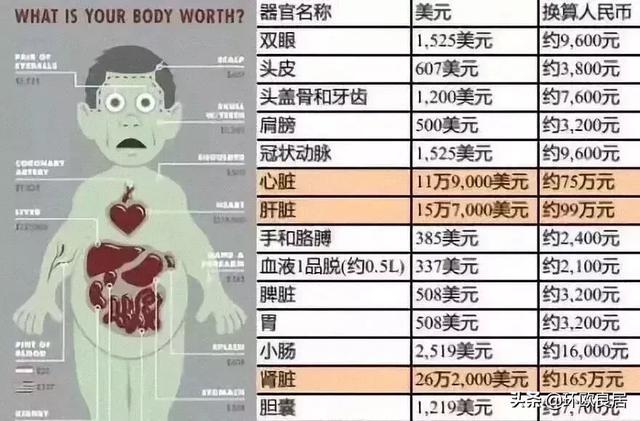 WHAT IS YOUR BODY WORTH?
PAIR OF
EYEBALLS
SCALP
SKULL
W/TEETH
SHOULDER
CORONARY
ARTERY
LIVER
HEART
HAND &
FOREARM
PINT OF
BLOOD
SPLEEN
STOMACH
KIDNEY
器官名称 美元 换算人民币
双眼 1,525美元 约9,600元
头皮 607美元 约3,800元
头盖骨和牙齿 1,200美元 约7,600元
肩膀 500美元 约3,200元
冠状动脉 1,525美元 约9,600元
心脏 11万9,000美元 约75万元
肝脏 15万7,000美元 约99万元
手和胳膊 385美元 约2,400元
血液1品脱(约0.5L) 337美元 约2,100元
脾脏 508美元 约3,200元
胃 508美元 约3,200元
小肠 2,519美元 约16,000元
肾脏 26万2,000美元 约165万元
胆囊 1,219美元 约7,700元
头条@环欧良居